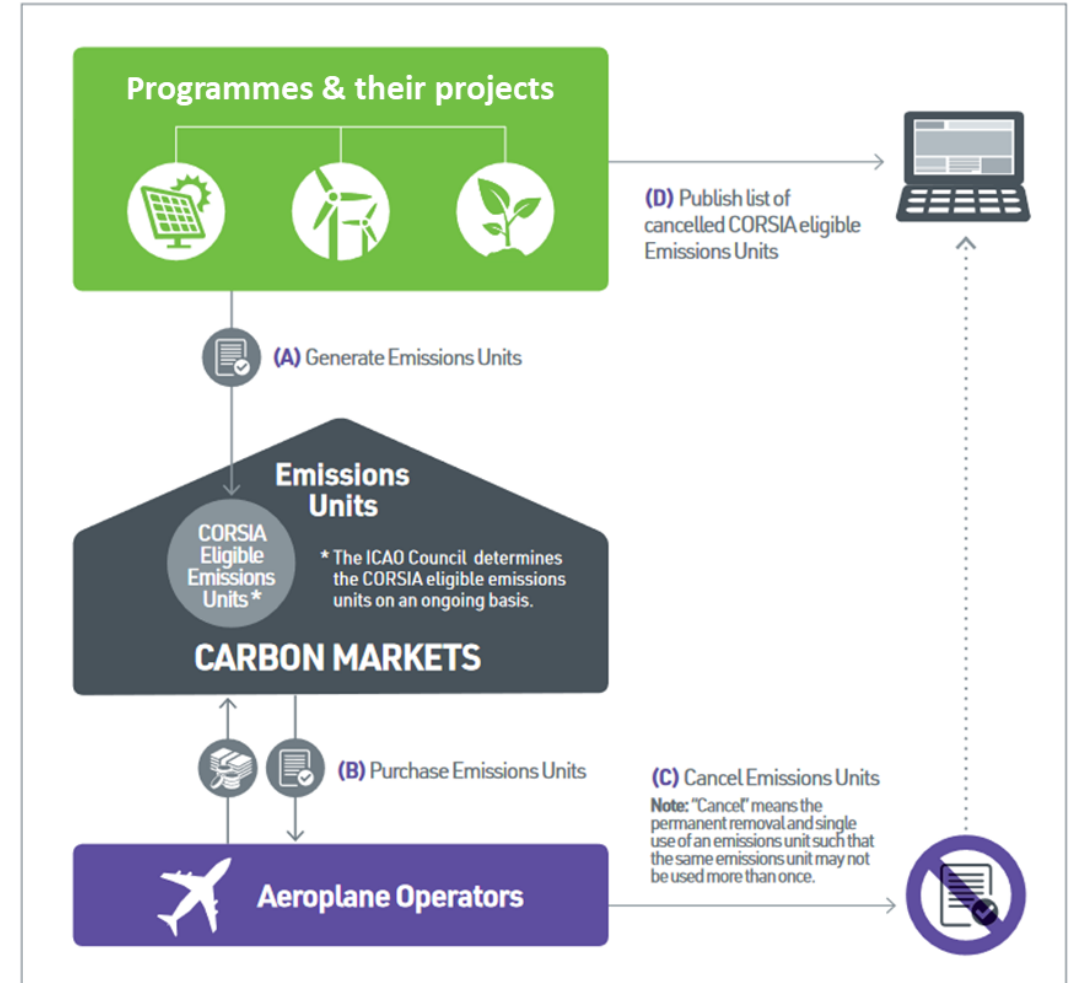 Programmes & their projects
(D) Publish list of
cancelled CORSIA eligible
Emissions Units
(A) Generate Emissions Units
Emissions
Units
CORSIA
Eligible
Emissions
Units*
* The ICAO Council determines
the CORSIA eligible emissions
units on an ongoing basis.
CARBON MARKETS
(B) Purchase Emissions Units
(C) Cancel Emissions Units
Note: "Cancel" means the
permanent removal and single
use of an emissions unit such that
the same emissions unit may not
be used more than once.
Aeroplane Operators